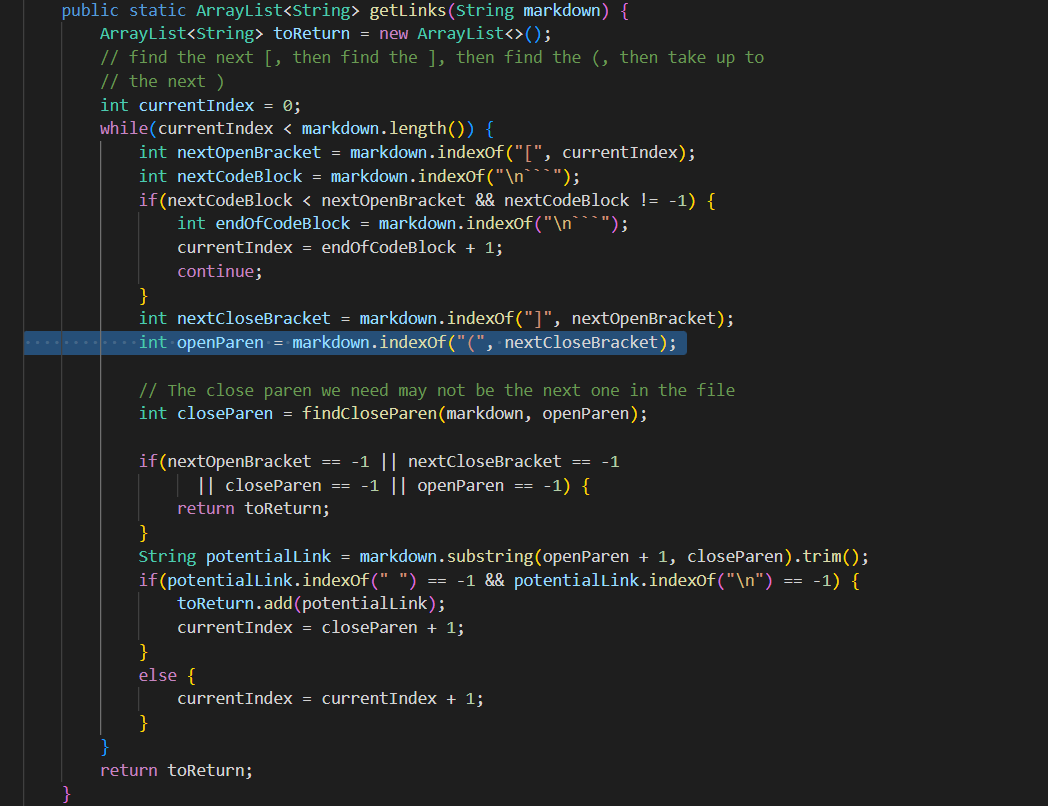 public static ArrayList<String> getLinks(String markdown) {
ArrayList<String> toReturn = new ArrayList<>();
// find the next [, then find the ], then find the (, then take up to
// the next )
int currentIndex = 0;
while(currentIndex < markdown.length()) {
int nextOpenBracket = markdown.indexOf("[", currentIndex);
int nextCodeBlock = markdown.indexOf("\n```");
if(nextCodeBlock < nextOpenBracket && nextCodeBlock != -1) {
int endOfCodeBlock = markdown.indexOf("\n```");
currentIndex = endOfCodeBlock + 1;
continue;
}
int nextCloseBracket = markdown.indexOf("]", nextOpenBracket);
int openParen = markdown.indexOf("(", nextCloseBracket);
// The close paren we need may not be the next one in the file
int closeParen = findCloseParen(markdown, openParen);
if(nextOpenBracket == -1 || nextCloseBracket == -1
|| closeParen == -1 || openParen == -1) {
return toReturn;
}
String potentialLink = markdown.substring(openParen + 1, closeParen).trim();
if(potentialLink.indexOf(" ") == -1 && potentialLink.indexOf("\n") == -1) {
toReturn.add(potentialLink);
currentIndex = closeParen + 1;
}
else {
currentIndex = currentIndex + 1;
}
}
return toReturn;
}